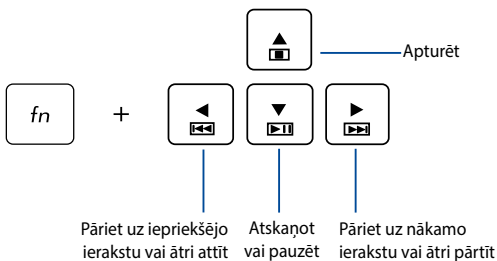 Apturēt
fn +
Pāriet uz iepriekšējo
ierakstu vai ātri attīt
Atskaņot
vai pauzēt
Pāriet uz nākamo
ierakstu vai ātri pārtīt